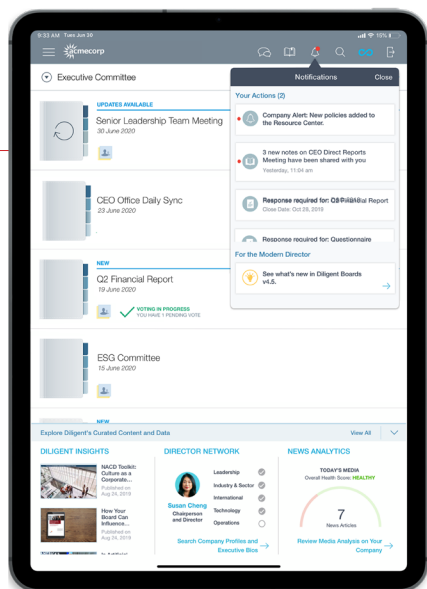 9:33 AM Tues Jun 30
15%
acmecorp
Executive Committee
Notifications
Close
Your Actions (2)
Company Alert: New policies added to
the Resource Center.
3 new notes on CEO Direct Reports
Meeting have been shared with you
Yesterday, 11:04 am
Response required for: Financial Report
Close Date: Oct 28, 2019
Response required for: Questionnaire
For the Modern Director
See what's new in Diligent Boards
v4.5.
UPDATES AVAILABLE
Senior Leadership Team Meeting
30 June 2020
CEO Office Daily Sync
23 June 2020
NEW
Q2 Financial Report
19 June 2020
VOTING IN PROGRESS
YOU HAVE 1 PENDING VOTE
ESG Committee
15 June 2020
NEW
Explore Diligent's Curated Content and Data
View All
DILIGENT INSIGHTS
NACD Toolkit:
Culture as a
Corporate...
Published on
Aug 24, 2019
How Your
Board Can
Influence...
Published on
Aug 24, 2019
DIRECTOR NETWORK
Susan Cheng
Chairperson
and Director
Leadership
Industry & Sector
International
Technology
Operations
Search Company Profiles and
Executive Bios
NEWS ANALYTICS
TODAY'S MEDIA
Overall Health Score: HEALTHY
7
News Articles
Review Media Analysis on Your
Company